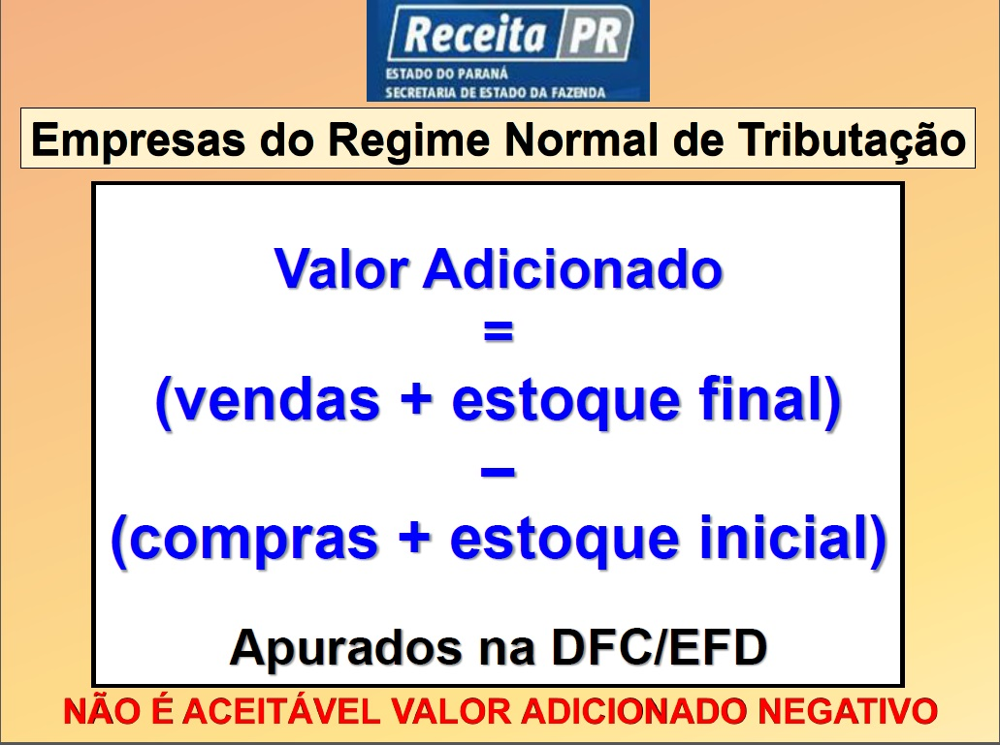 Receita PR
ESTADO DO PARANÁ
SECRETARIA DE ESTADO DA FAZENDA
Empresas do Regime Normal de Tributação
Valor Adicionado
=
(vendas + estoque final)
–
(compras + estoque inicial)
Apurados na DFC/EFD
NÃO É ACEITÁVEL VALOR ADICIONADO NEGATIVO